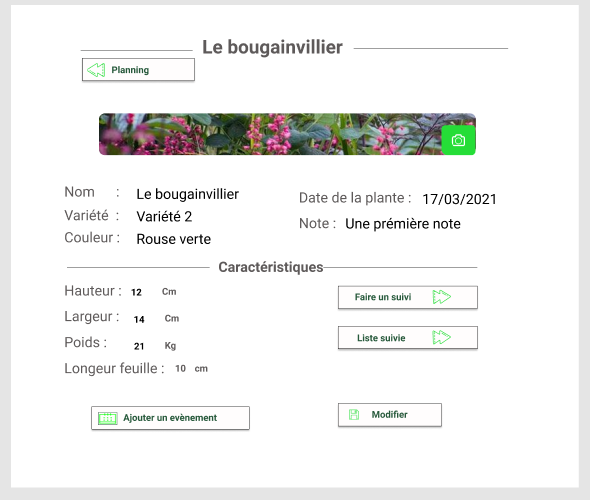 Le bougainvillier
Planning
Nom : Le bougainvillier
Date de la plante : 17/03/2021
Variété : Variété 2
Note : Une prémière note
Couleur : Rouse verte
Caractéristiques
Hauteur : 12 Cm
Faire un suivi
Largeur : 14 Cm
Liste suivie
Poids : 21 Kg
Longeur feuille : 10 cm
Ajouter un evènement
Modifier